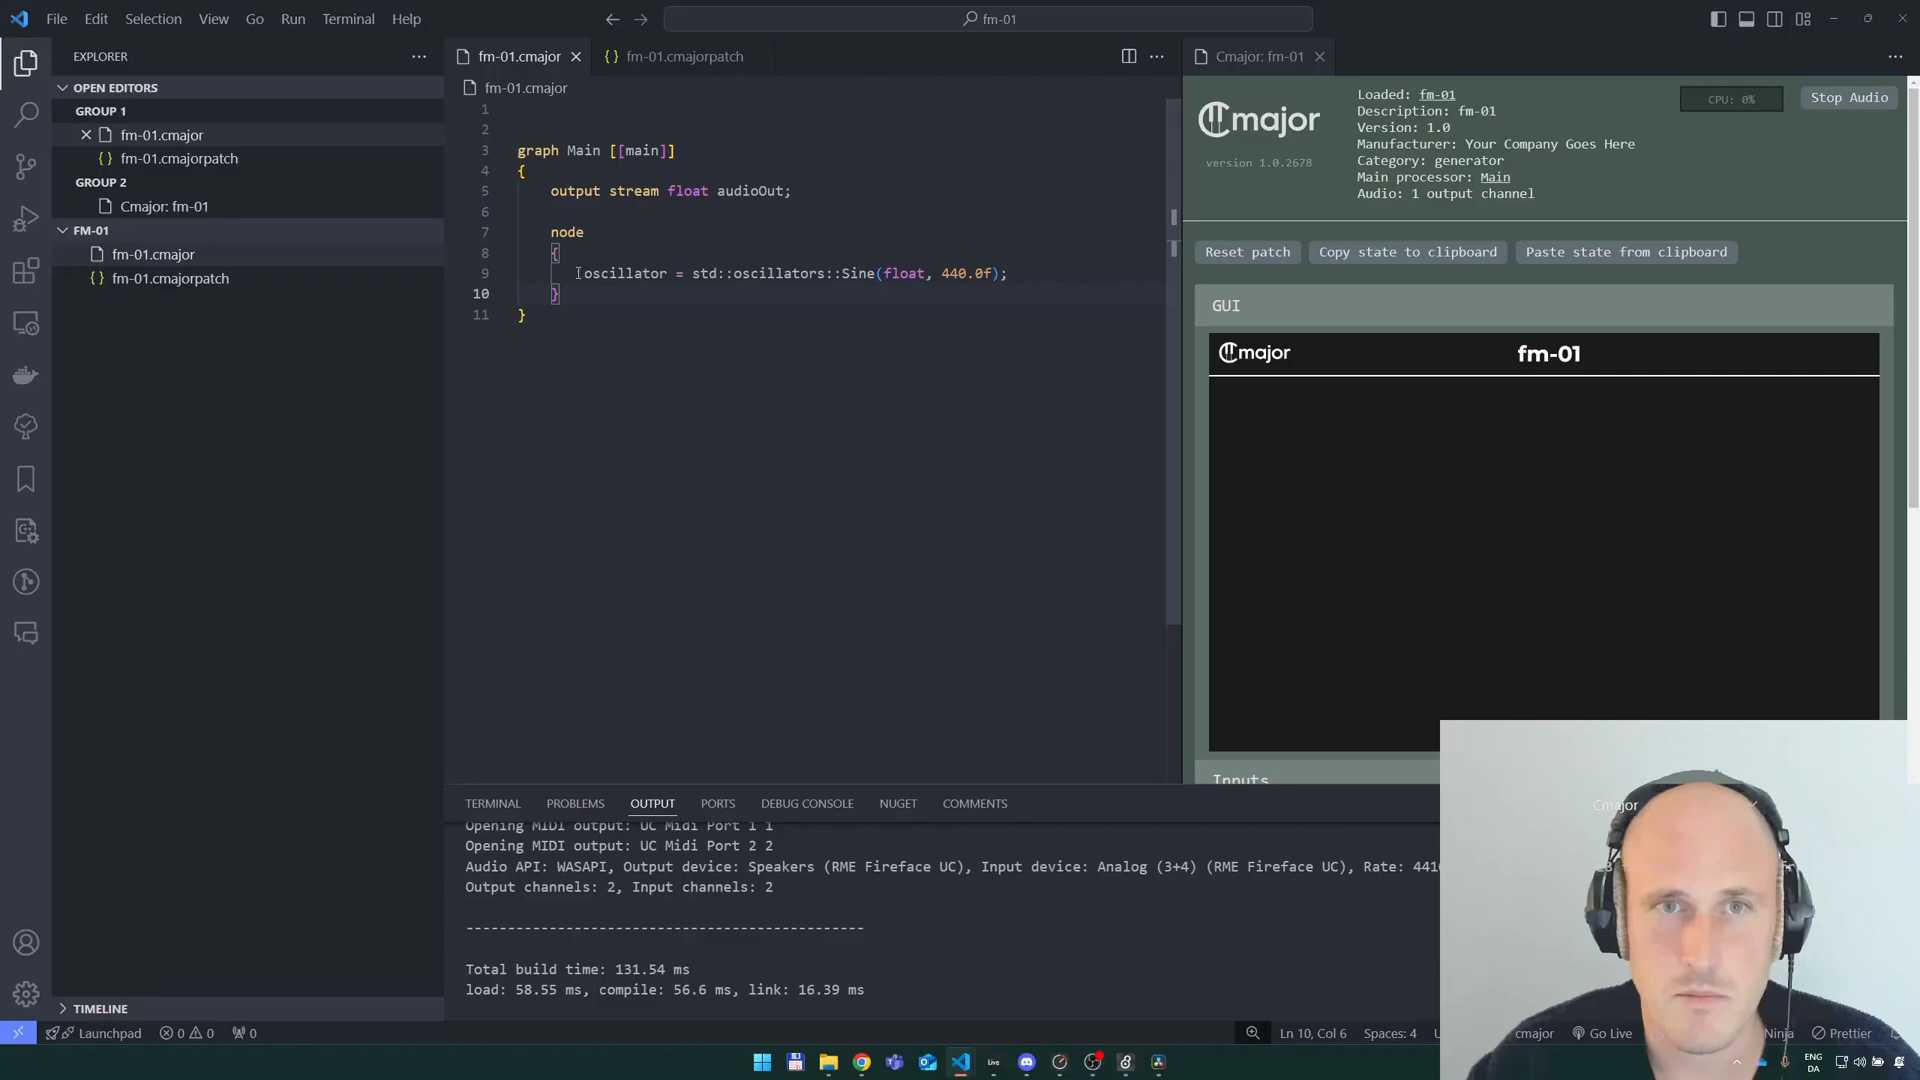 File Edit Selection View Go Run Terminal Help
fm-01
EXPLORER
OPEN EDITORS
GROUP 1
fm-01.cmajor
fm-01.cmajorpatch
GROUP 2
Cmajor: fm-01
FM-01
fm-01.cmajor
fm-01.cmajorpatch
TIMELINE
fm-01.cmajor
fm-01.cmajorpatch
fm-01.cmajor
1
2
3 graph Main [[main]]
4 {
5 output stream float audioOut;
6
7 node
8 {
9 oscillator = std::oscillators::Sine(float, 440.0f);
10 }
11 }
Cmajor: fm-01
Cmajor
version 1.0.2678
Loaded: fm-01
Description: fm-01
Version: 1.0
Manufacturer: Your Company Goes Here
Category: generator
Main processor: Main
Audio: 1 output channel
CPU: 0%
Stop Audio
Reset patch
Copy state to clipboard
Paste state from clipboard
GUI
Cmajor
fm-01
Inputs
TERMINAL PROBLEMS OUTPUT PORTS DEBUG CONSOLE NUGET COMMENTS
Cmajor
Opening MIDI output: UC Midi Port 1 1
Opening MIDI output: UC Midi Port 2 2
Audio API: WASAPI, Output device: Speakers (RME Fireface UC), Input device: Analog (3+4) (RME Fireface UC), Rate:
Output channels: 2, Input channels: 2
----------------------------------------------
Total build time: 131.54 ms
load: 58.55 ms, compile: 56.6 ms, link: 16.39 ms
Launchpad 0 0 0
Ln 10, Col 6 Spaces: 4 cmajor Go Live Ninja Prettier
Live
ENG
DA